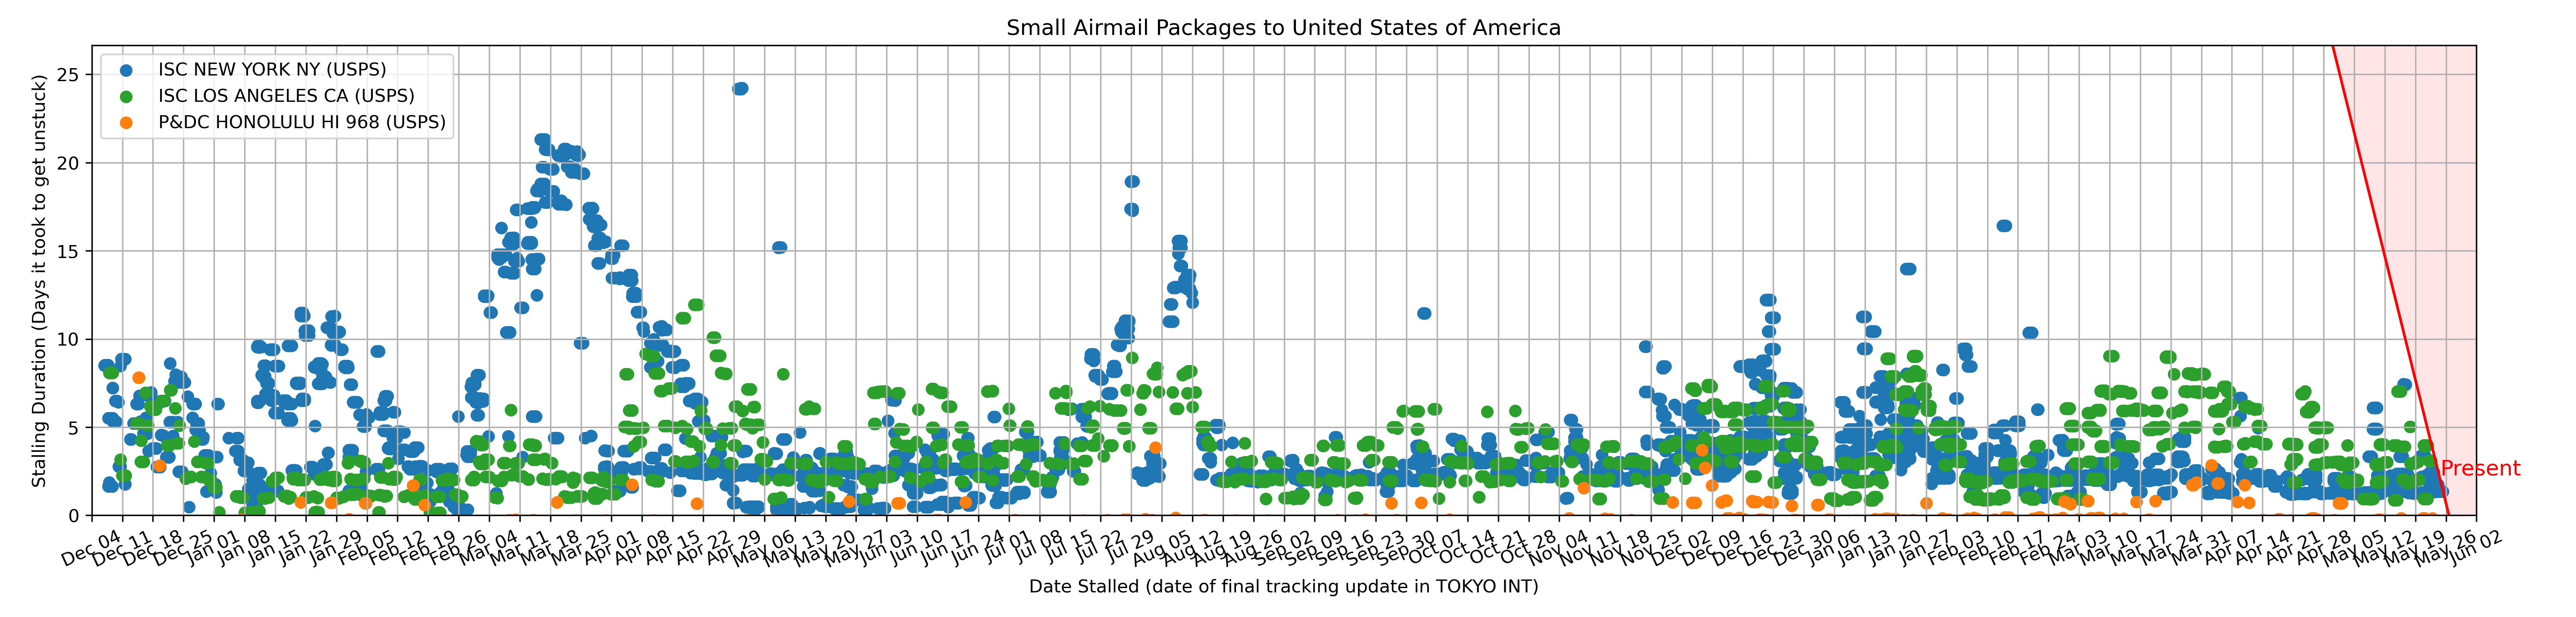 Small Airmail Packages to United States of America
ISC NEW YORK NY (USPS)
ISC LOS ANGELES CA (USPS)
P&DC HONOLULU HI 968 (USPS)
Stalling Duration (Days it took to get unstuck)
25
20
15
10
5
0
Present
Dec 04
Dec 11
Dec 18
Dec 25
Jan 01
Jan 08
Jan 15
Jan 22
Jan 29
Feb 05
Feb 12
Feb 19
Feb 26
Mar 04
Mar 11
Mar 18
Mar 25
Apr 01
Apr 08
Apr 15
Apr 22
Apr 29
May 06
May 13
May 20
May 27
Jun 03
Jun 10
Jun 17
Jun 24
Jul 01
Jul 08
Jul 15
Jul 22
Jul 29
Aug 05
Aug 12
Aug 19
Aug 26
Sep 02
Sep 09
Sep 16
Sep 23
Sep 30
Oct 07
Oct 14
Oct 21
Oct 28
Nov 04
Nov 11
Nov 18
Nov 25
Dec 02
Dec 09
Dec 16
Dec 23
Dec 30
Jan 06
Jan 13
Jan 20
Jan 27
Feb 03
Feb 10
Feb 17
Feb 24
Mar 03
Mar 10
Mar 17
Mar 24
Mar 31
Apr 07
Apr 14
Apr 21
Apr 28
May 05
May 12
May 19
May 26
Jun 02
Date Stalled (date of final tracking update in TOKYO INT)